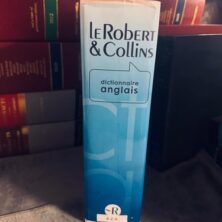 LE ROBERT
& COLLINS
dictionnaire
anglais